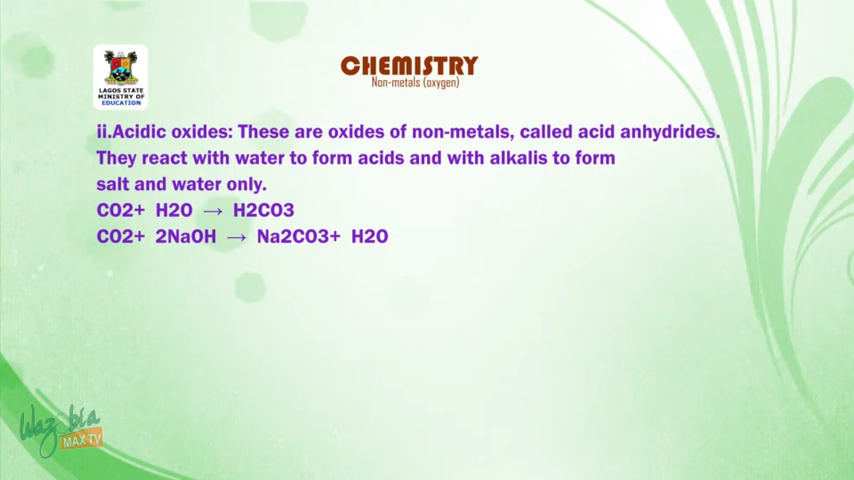 LAGOS STATE
MINISTRY OF
EDUCATION
CHEMISTRY
Non-metals (oxygen)
ii.Acidic oxides: These are oxides of non-metals, called acid anhydrides.
They react with water to form acids and with alkalis to form
salt and water only.
CO2+ H2O → H2CO3
CO2+ 2NaOH → Na2CO3+ H2O
Wazobia
MAX TV